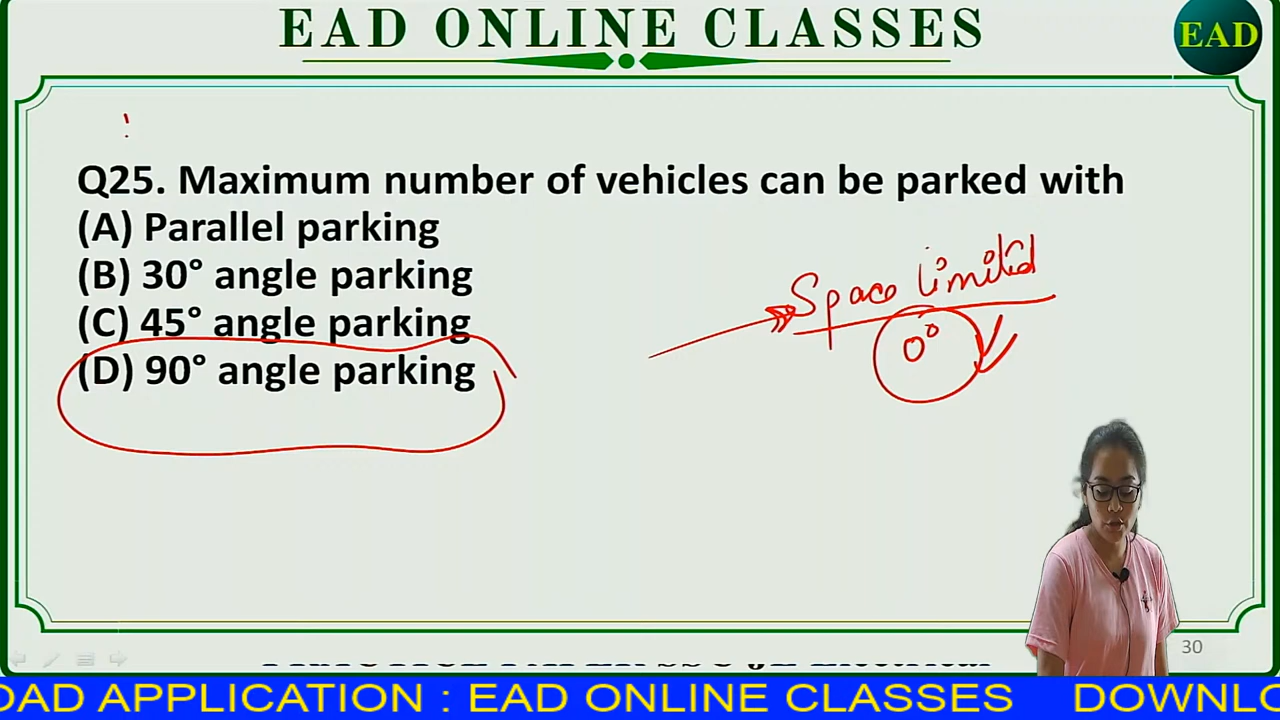 EAD ONLINE CLASSES
EAD
Q25. Maximum number of vehicles can be parked with
(A) Parallel parking
(B) 30° angle parking
(C) 45° angle parking
(D) 90° angle parking
Space limited
0°
30
OAD APPLICATION : EAD ONLINE CLASSES DOWNLO